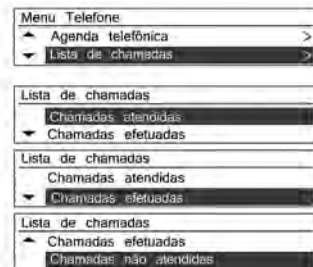 Menu Telefone
Agenda telefônica >
Lista de chamadas >
Lista de chamadas
Chamadas atendidas
Chamadas efetuadas
Lista de chamadas
Chamadas atendidas
Chamadas efetuadas
Lista de chamadas
Chamadas efetuadas
Chamadas não atendidas